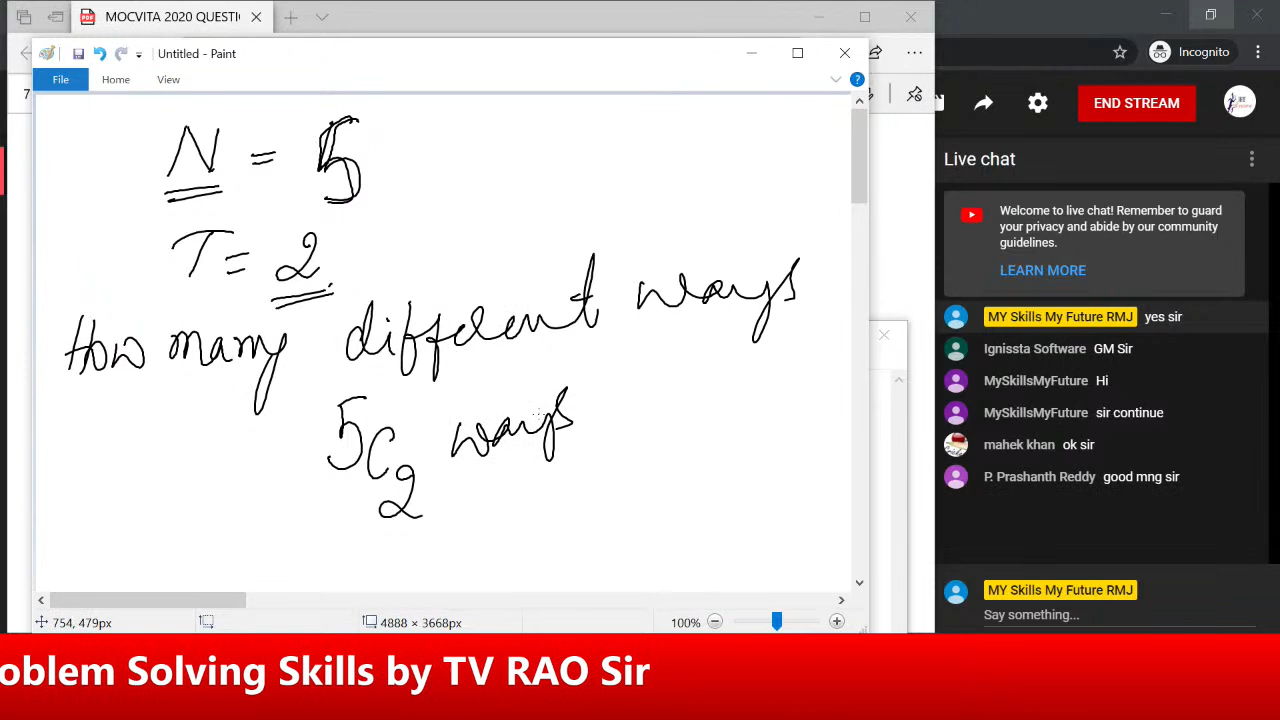 MOCVITA 2020 QUESTI
Incognito
Untitled - Paint
File
Home
View
7
END STREAM
N = 5
T = 2
How many different ways
5C2 ways
Live chat
Welcome to live chat! Remember to guard
your privacy and abide by our community
guidelines.
LEARN MORE
MY Skills My Future RMJ yes sir
Ignissta Software GM Sir
MySkillsMyFuture Hi
MySkillsMyFuture sir continue
mahek khan ok sir
P. Prashanth Reddy good mng sir
MY Skills My Future RMJ
Say something...
754, 479px
4888 × 3668px
100%
oblem Solving Skills by TV RAO Sir